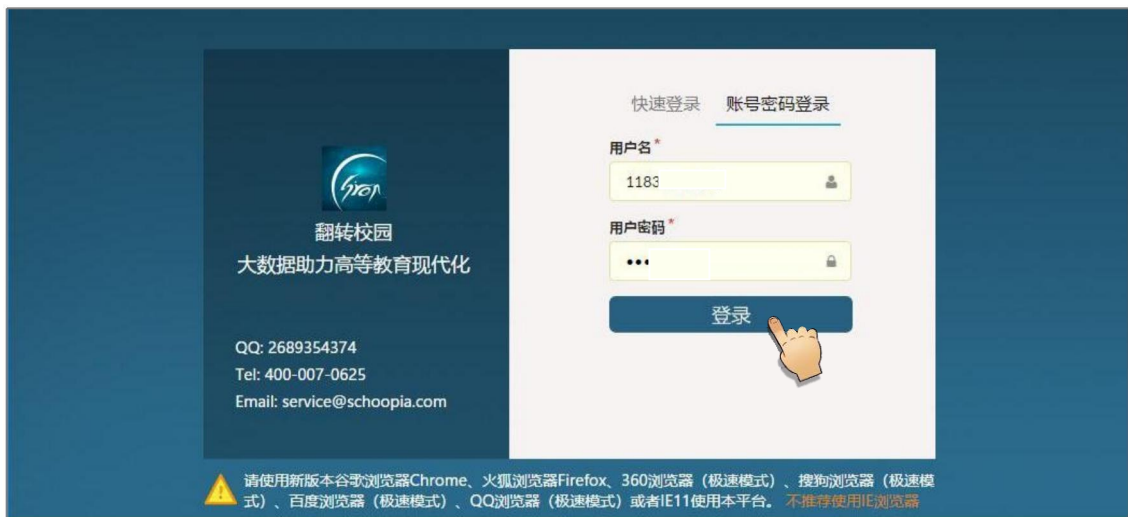 翻转校园
大数据助力高等教育现代化
QQ: 2689354374
Tel: 400-007-0625
Email: service@schoopia.com
快速登录 账号密码登录
用户名*
1183
用户密码*
登录
请使用新版本谷歌浏览器Chrome、火狐浏览器Firefox、360浏览器（极速模式）、搜狗浏览器（极速模
式）、百度浏览器（极速模式）、QQ浏览器（极速模式）或者IE11使用本平台。 不推荐使用IE浏览器